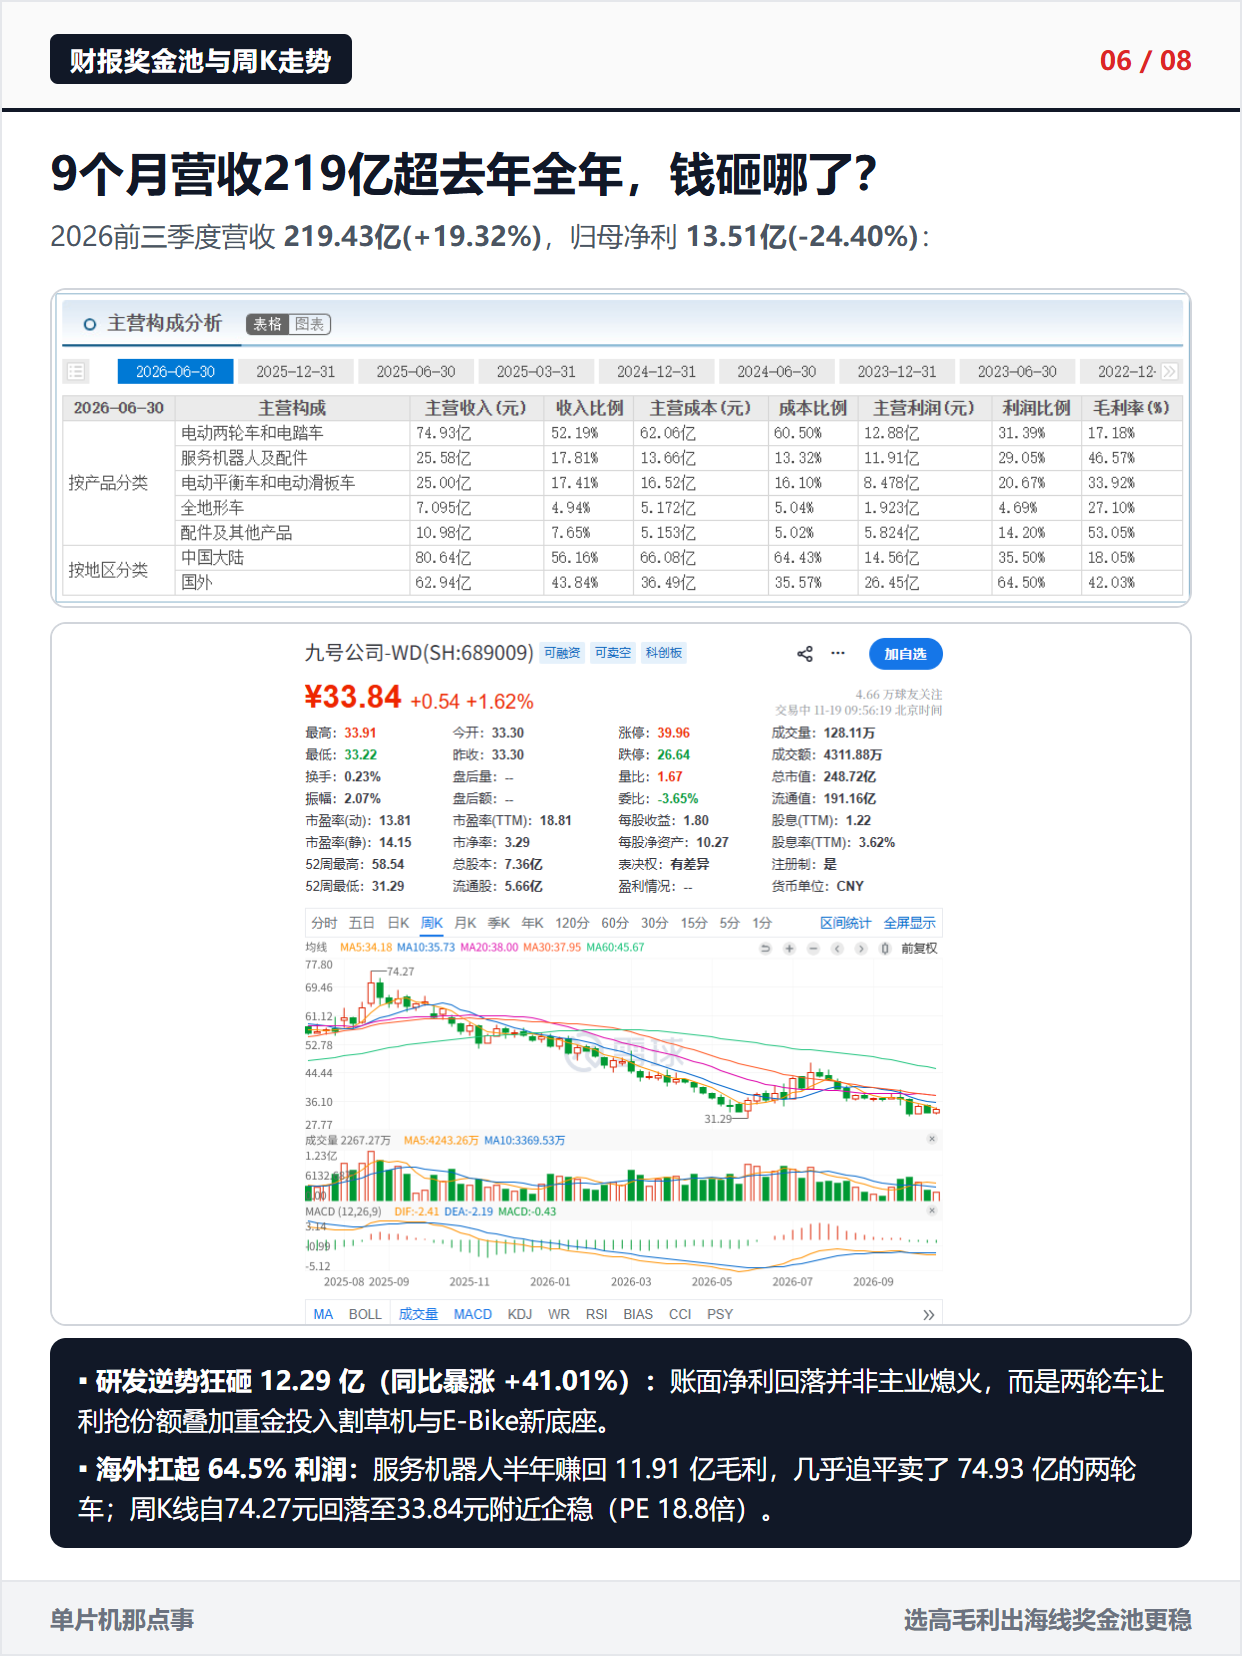 财报奖金池与周K走势
06 / 08
9个月营收219亿超去年全年，钱砸哪了？
2026前三季度营收 219.43亿(+19.32%)，归母净利 13.51亿(-24.40%)：
主营构成分析 表格 图表
2026-06-30 2025-12-31 2025-06-30 2025-03-31 2024-12-31 2024-06-30 2023-12-31 2023-06-30 2022-12-
2026-06-30 主营构成 主营收入(元) 收入比例 主营成本(元) 成本比例 主营利润(元) 利润比例 毛利率(%)
按产品分类
电动两轮车和电踏车 74.93亿 52.19% 62.06亿 60.50% 12.88亿 31.39% 17.18%
服务机器人及配件 25.58亿 17.81% 13.66亿 13.32% 11.91亿 29.05% 46.57%
电动平衡车和电动滑板车 25.00亿 17.41% 16.52亿 16.10% 8.478亿 20.67% 33.92%
全地形车 7.095亿 4.94% 5.172亿 5.04% 1.923亿 4.69% 27.10%
配件及其他产品 10.98亿 7.65% 5.153亿 5.02% 5.824亿 14.20% 53.05%
按地区分类
中国大陆 80.64亿 56.16% 66.08亿 64.43% 14.56亿 35.50% 18.05%
国外 62.94亿 43.84% 36.49亿 35.57% 26.45亿 64.50% 42.03%
九号公司-WD(SH:689009) 可融资 可卖空 科创板 加自选
¥33.84 +0.54 +1.62%
4.66 万球友关注
交易中 11-19 09:56:19 北京时间
最高：33.91 今开：33.30 涨停：39.96 成交量：128.11万
最低：33.22 昨收：33.30 跌停：26.64 成交额：4311.88万
换手：0.23% 盘后量：-- 量比：1.67 总市值：248.72亿
振幅：2.07% 盘后额：-- 委比：-3.65% 流通值：191.16亿
市盈率(动)：13.81 市盈率(TTM)：18.81 每股收益：1.80 股息(TTM)：1.22
市盈率(静)：14.15 市净率：3.29 每股净资产：10.27 股息率(TTM)：3.62%
52周最高：58.54 总股本：7.36亿 表决权：有差异 注册制：是
52周最低：31.29 流通股：5.66亿 盈利情况：-- 货币单位：CNY
分时 五日 日K 周K 月K 季K 年K 120分 60分 30分 15分 5分 1分 区间统计 全屏显示
均线 MA5:34.18 MA10:35.73 MA20:38.00 MA30:37.95 MA60:45.67 前复权
77.80
74.27
69.46
61.12
52.78
雪球
44.44
36.10
31.29
27.77
成交量 2267.27万 MA5:4243.26万 MA10:3369.53万
1.23亿
0.00
MACD (12,26,9) DIF:-2.41 DEA:-2.19 MACD:-0.43
3.14
-0.99
-5.12
2025-08 2025-09 2025-11 2026-01 2026-03 2026-05 2026-07 2026-09
MA BOLL 成交量 MACD KDJ WR RSI BIAS CCI PSY
▪ 研发逆势狂砸 12.29 亿（同比暴涨 +41.01%）：账面净利回落并非主业熄火，而是两轮车让
利抢份额叠加重金投入割草机与E-Bike新底座。
▪ 海外扛起 64.5% 利润：服务机器人半年赚回 11.91 亿毛利，几乎追平卖了 74.93 亿的两轮
车；周K线自74.27元回落至33.84元附近企稳（PE 18.8倍）。
单片机那点事
选高毛利出海线奖金池更稳